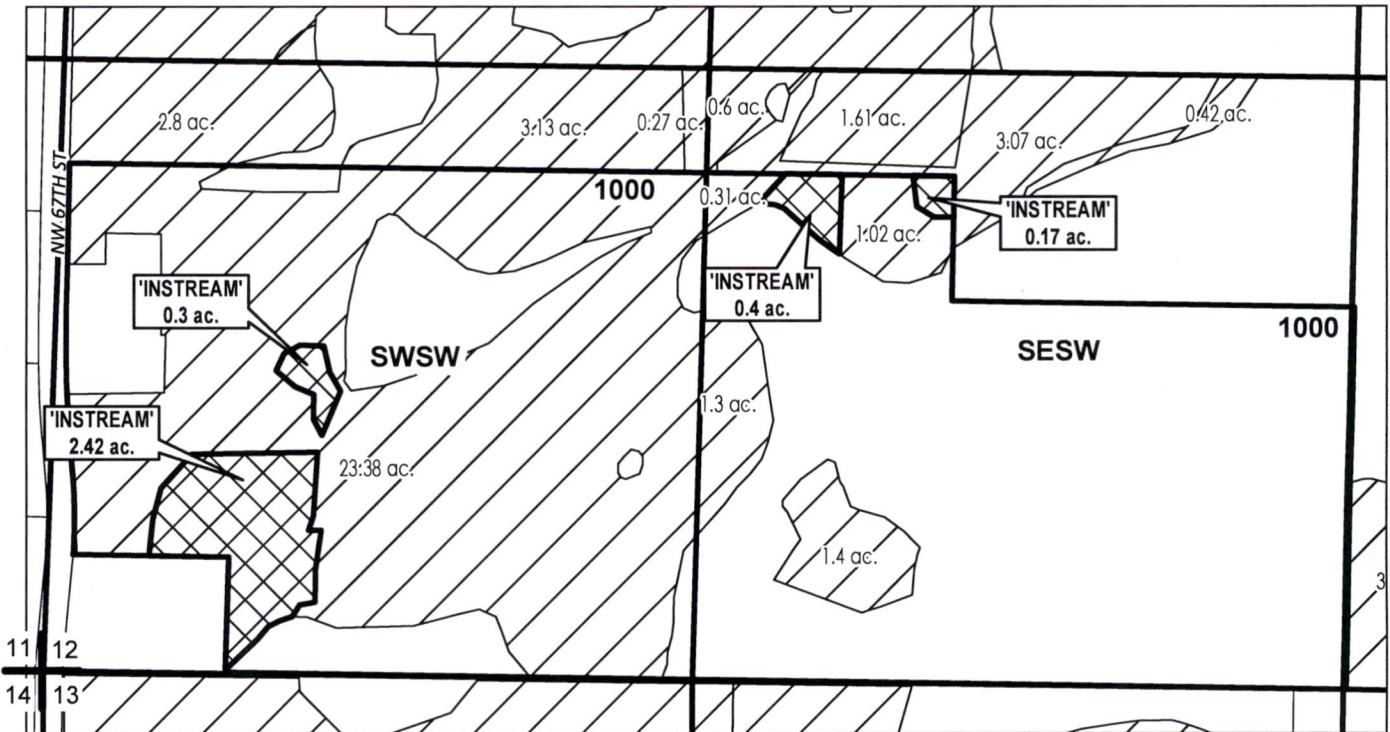 2.8 ac.
3.13 ac.
0.27 ac.
0.6 ac.
1.61 ac.
3.07 ac.
0.42 ac.
NW 67TH ST
1000
0.31 ac.
1.02 ac.
'INSTREAM'
0.17 ac.
'INSTREAM'
0.4 ac.
'INSTREAM'
0.3 ac.
SWSW
SESW
1000
'INSTREAM'
2.42 ac.
1.3 ac.
23.38 ac.
1.4 ac.
3
11 12
14 13